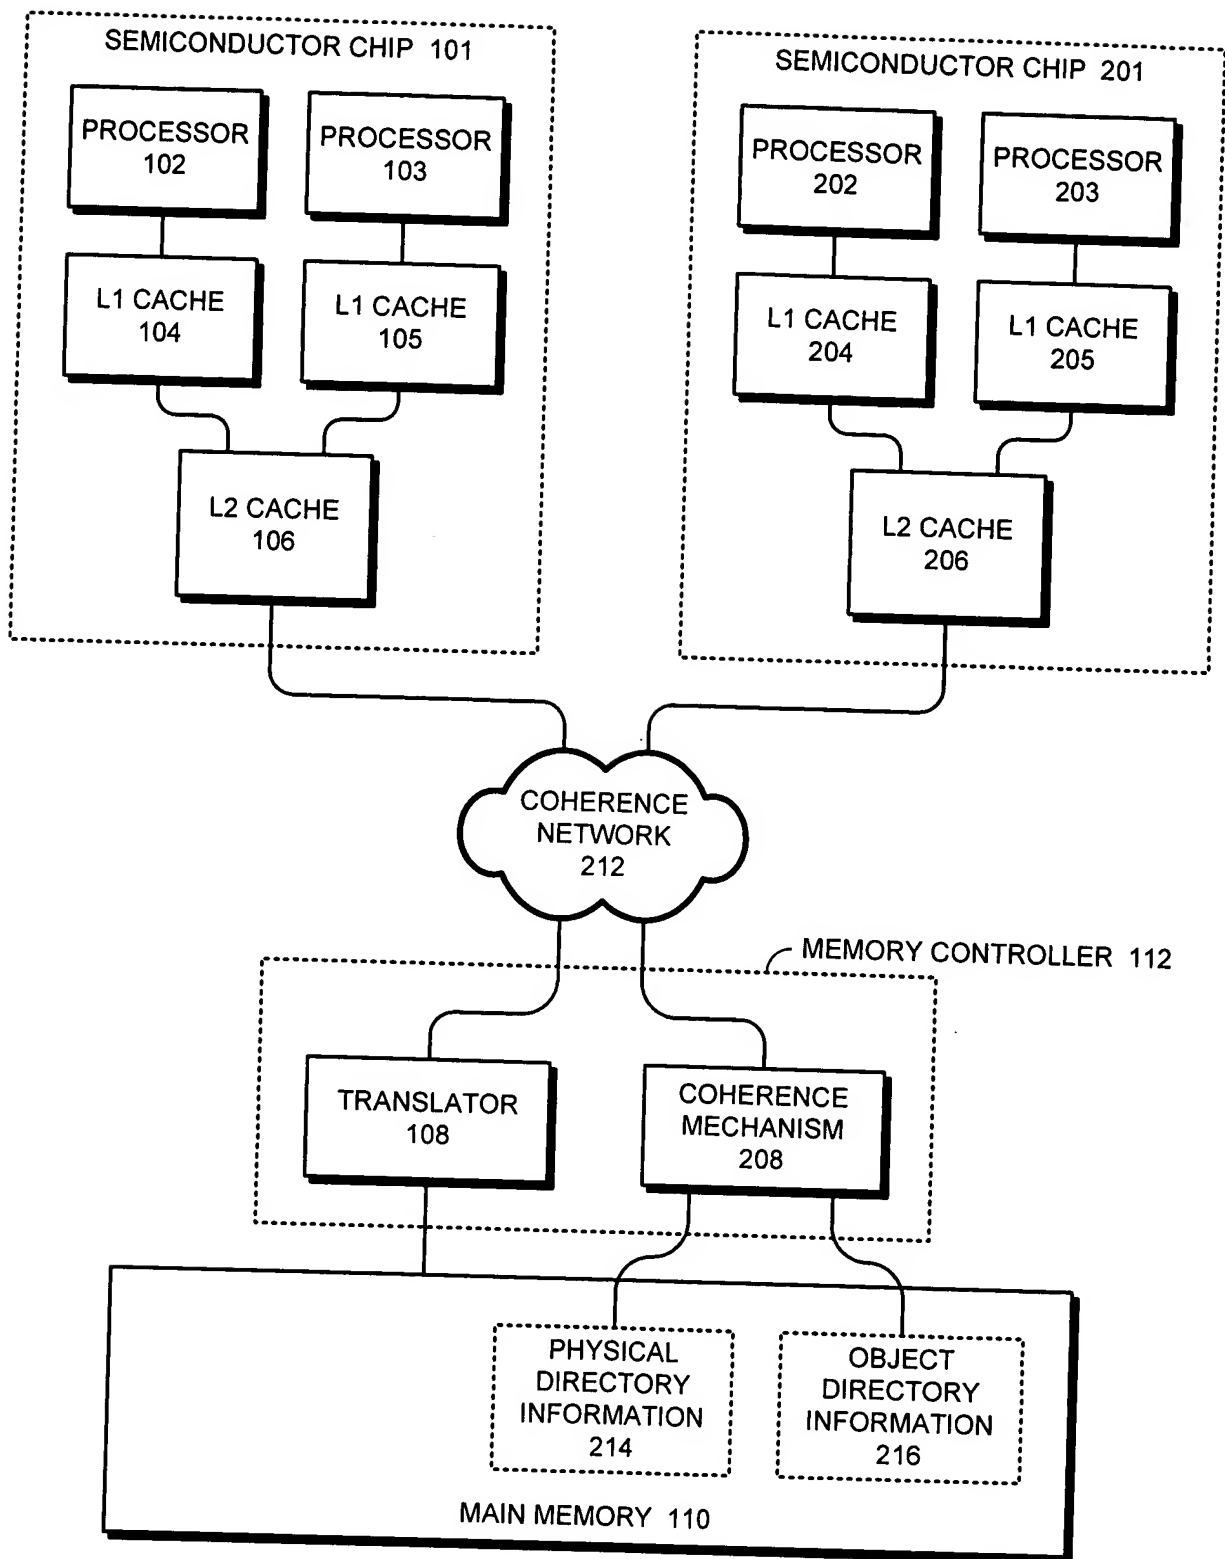 SEMICONDUCTOR CHIP 101
PROCESSOR
102
PROCESSOR
103
L1 CACHE
104
L1 CACHE
105
L2 CACHE
106
SEMICONDUCTOR CHIP 201
PROCESSOR
202
PROCESSOR
203
L1 CACHE
204
L1 CACHE
205
L2 CACHE
206
COHERENCE
NETWORK
212
MEMORY CONTROLLER 112
TRANSLATOR
108
COHERENCE
MECHANISM
208
PHYSICAL
DIRECTORY
INFORMATION
214
OBJECT
DIRECTORY
INFORMATION
216
MAIN MEMORY 110